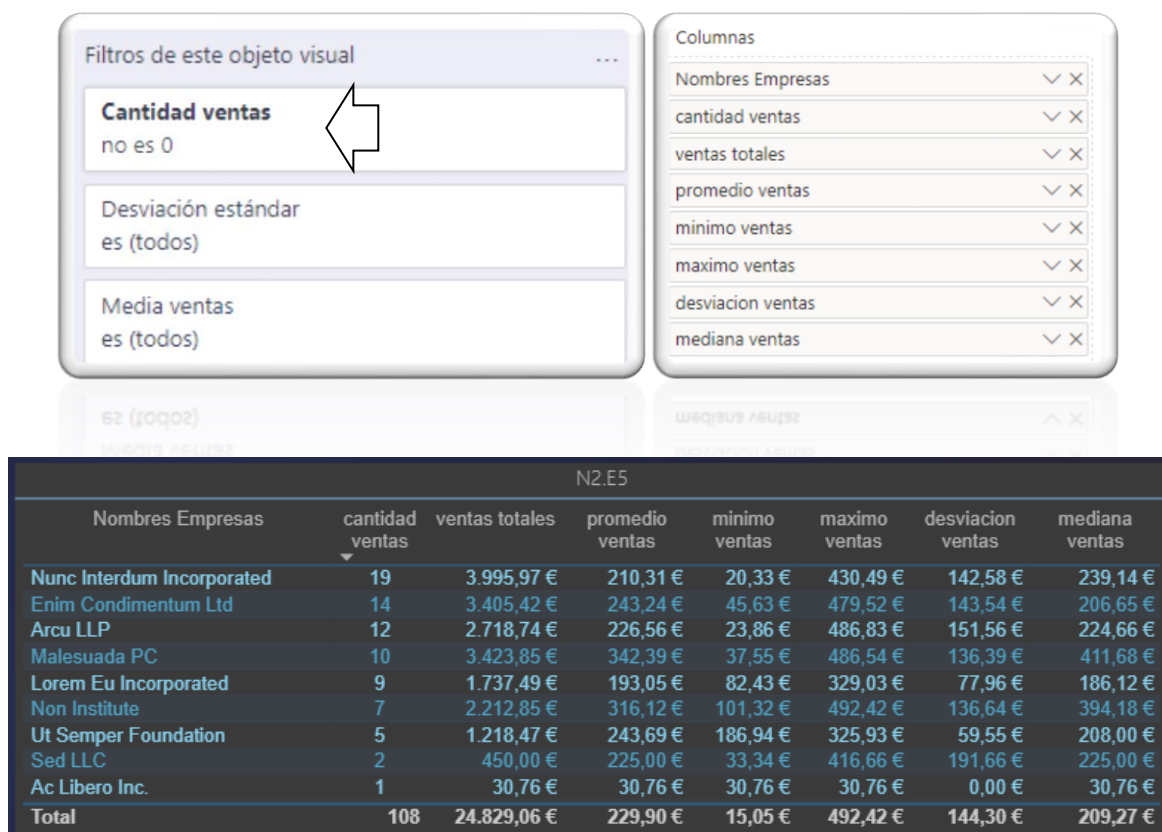 Filtros de este objeto visual ...
Cantidad ventas
no es 0
Desviación estándar
es (todos)
Media ventas
es (todos)
Columnas
Nombres Empresas
cantidad ventas
ventas totales
promedio ventas
minimo ventas
maximo ventas
desviacion ventas
mediana ventas
N2.E5
Nombres Empresas cantidad ventas ventas totales promedio ventas minimo ventas maximo ventas desviacion ventas mediana ventas
Nunc Interdum Incorporated 19 3.995,97 € 210,31 € 20,33 € 430,49 € 142,58 € 239,14 €
Enim Condimentum Ltd 14 3.405,42 € 243,24 € 45,63 € 479,52 € 143,54 € 206,65 €
Arcu LLP 12 2.718,74 € 226,56 € 23,86 € 486,83 € 151,56 € 224,66 €
Malesuada PC 10 3.423,85 € 342,39 € 37,55 € 486,54 € 136,39 € 411,68 €
Lorem Eu Incorporated 9 1.737,49 € 193,05 € 82,43 € 329,03 € 77,96 € 186,12 €
Non Institute 7 2.212,85 € 316,12 € 101,32 € 492,42 € 136,64 € 394,18 €
Ut Semper Foundation 5 1.218,47 € 243,69 € 186,94 € 325,93 € 59,55 € 208,00 €
Sed LLC 2 450,00 € 225,00 € 33,34 € 416,66 € 191,66 € 225,00 €
Ac Libero Inc. 1 30,76 € 30,76 € 30,76 € 30,76 € 0,00 € 30,76 €
Total 108 24.829,06 € 229,90 € 15,05 € 492,42 € 144,30 € 209,27 €